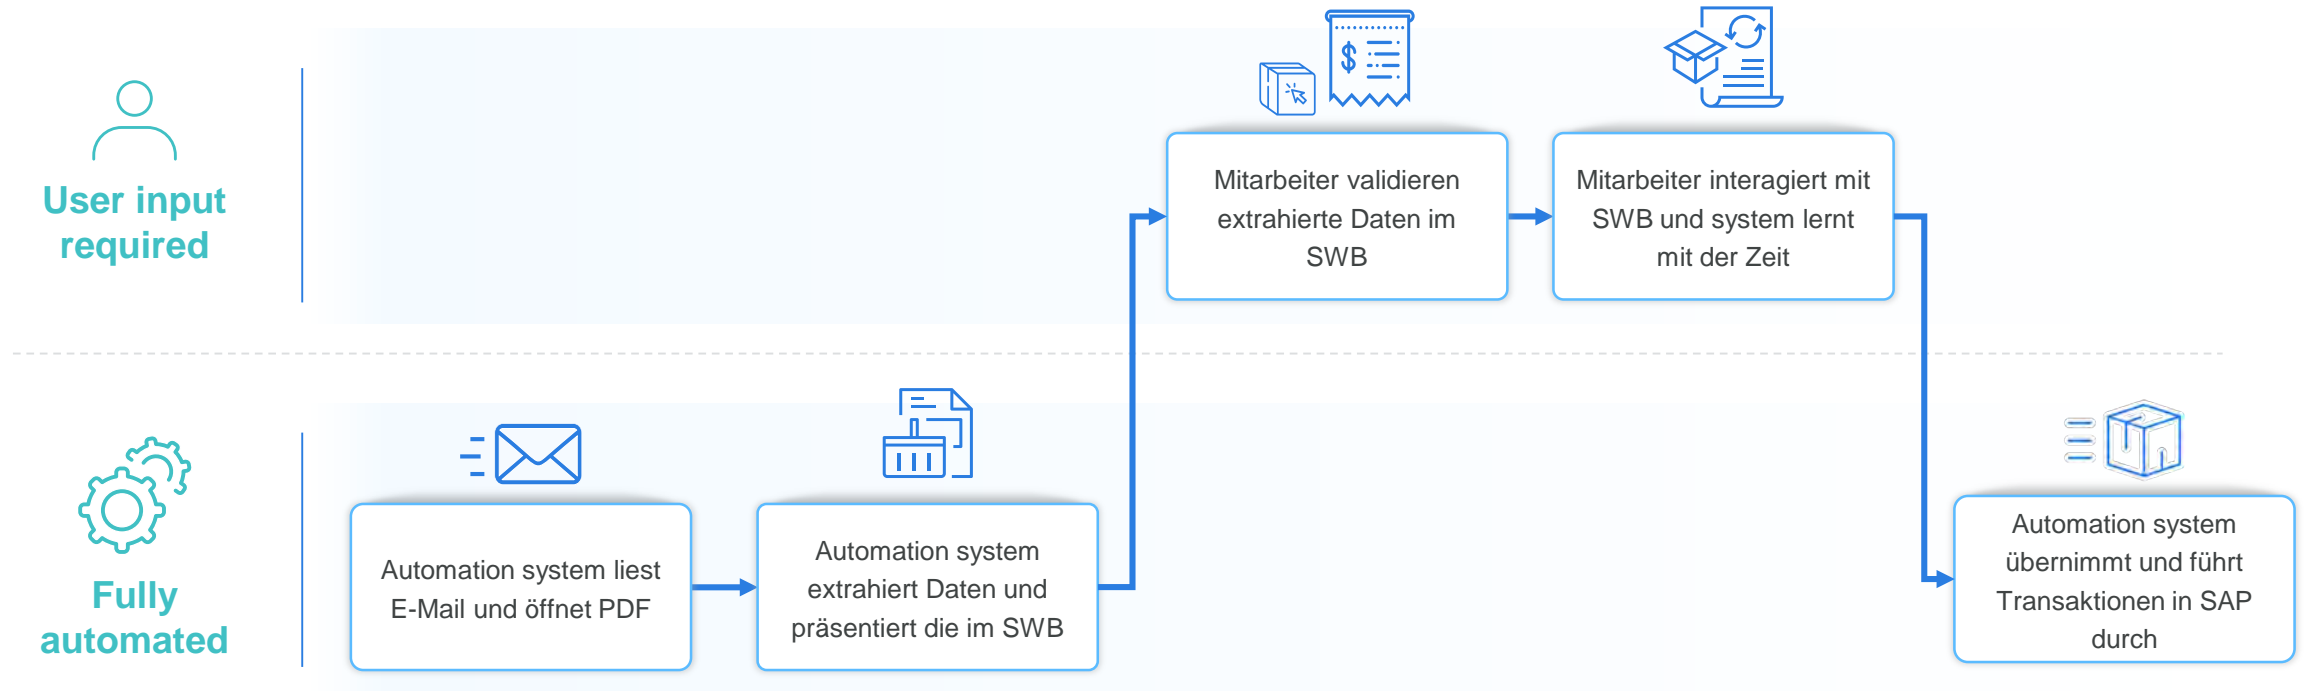 User input
required
Mitarbeiter validieren
extrahierte Daten im
SWB
Mitarbeiter interagiert mit
SWB und system lernt
mit der Zeit
Fully
automated
Automation system liest
E-Mail und öffnet PDF
Automation system
extrahiert Daten und
präsentiert die im SWB
Automation system
übernimmt und führt
Transaktionen in SAP
durch